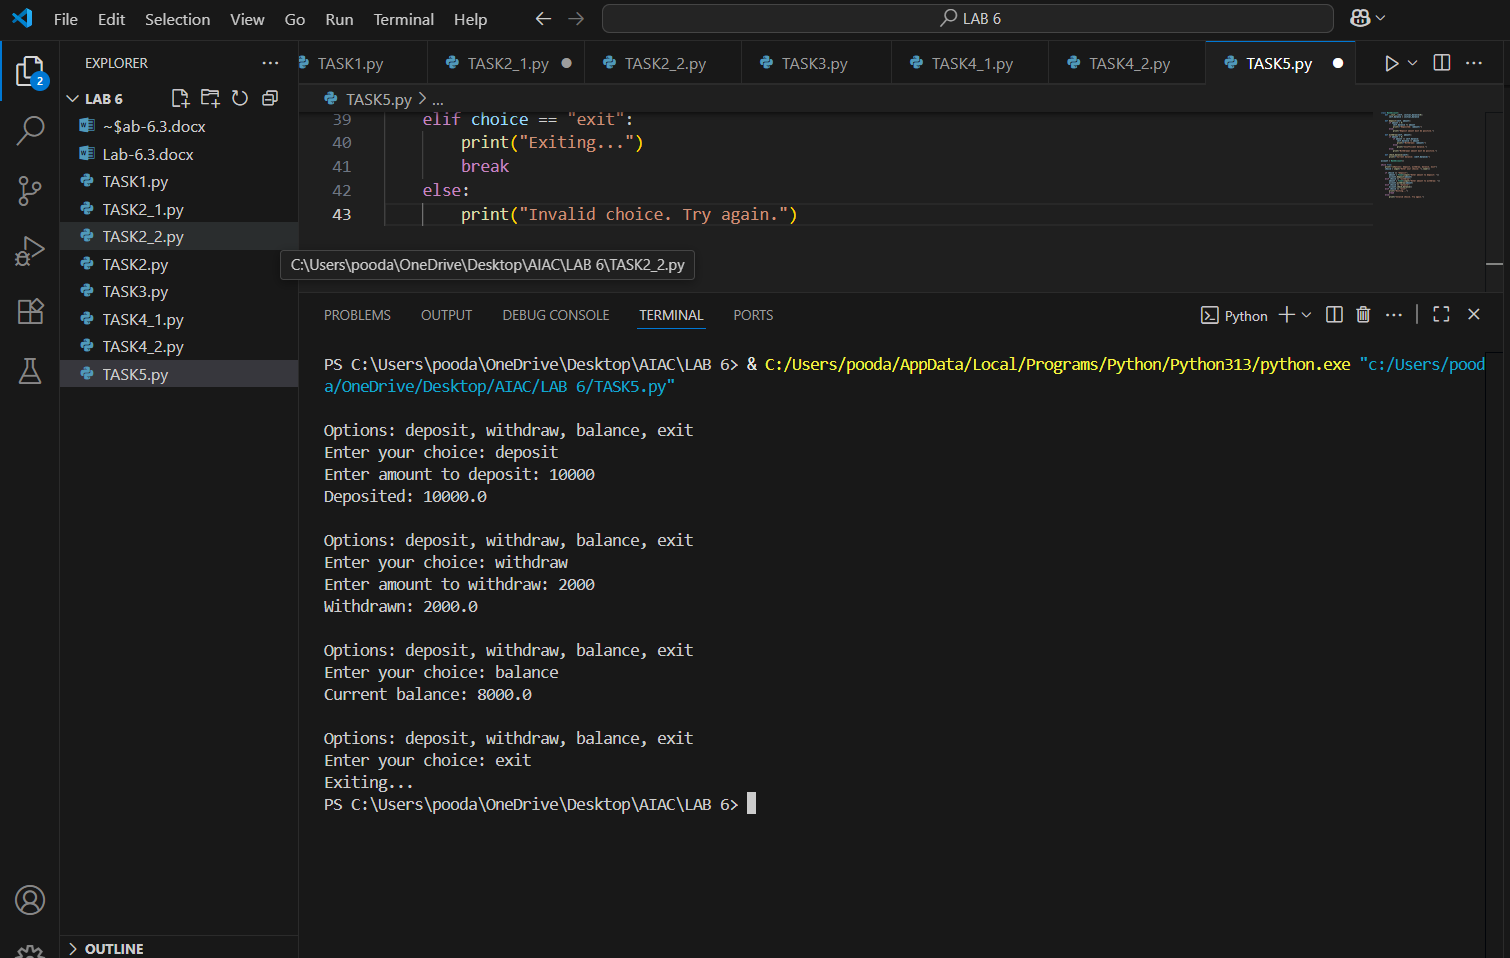 File Edit Selection View Go Run Terminal Help LAB 6
EXPLORER
2
LAB 6
~$ab-6.3.docx
Lab-6.3.docx
TASK1.py
TASK2_1.py
TASK2_2.py
TASK2.py
TASK3.py
TASK4_1.py
TASK4_2.py
TASK5.py
OUTLINE
TASK1.py TASK2_1.py TASK2_2.py TASK3.py TASK4_1.py TASK4_2.py TASK5.py
TASK5.py > ...
39 elif choice == "exit":
40 print("Exiting...")
41 break
42 else:
43 print("Invalid choice. Try again.")
C:\Users\pooda\OneDrive\Desktop\AIAC\LAB 6\TASK2_2.py
PROBLEMS OUTPUT DEBUG CONSOLE TERMINAL PORTS Python
PS C:\Users\pooda\OneDrive\Desktop\AIAC\LAB 6> & C:/Users/pooda/AppData/Local/Programs/Python/Python313/python.exe "c:/Users/pood
a/OneDrive/Desktop/AIAC/LAB 6/TASK5.py"
Options: deposit, withdraw, balance, exit
Enter your choice: deposit
Enter amount to deposit: 10000
Deposited: 10000.0
Options: deposit, withdraw, balance, exit
Enter your choice: withdraw
Enter amount to withdraw: 2000
Withdrawn: 2000.0
Options: deposit, withdraw, balance, exit
Enter your choice: balance
Current balance: 8000.0
Options: deposit, withdraw, balance, exit
Enter your choice: exit
Exiting...
PS C:\Users\pooda\OneDrive\Desktop\AIAC\LAB 6>